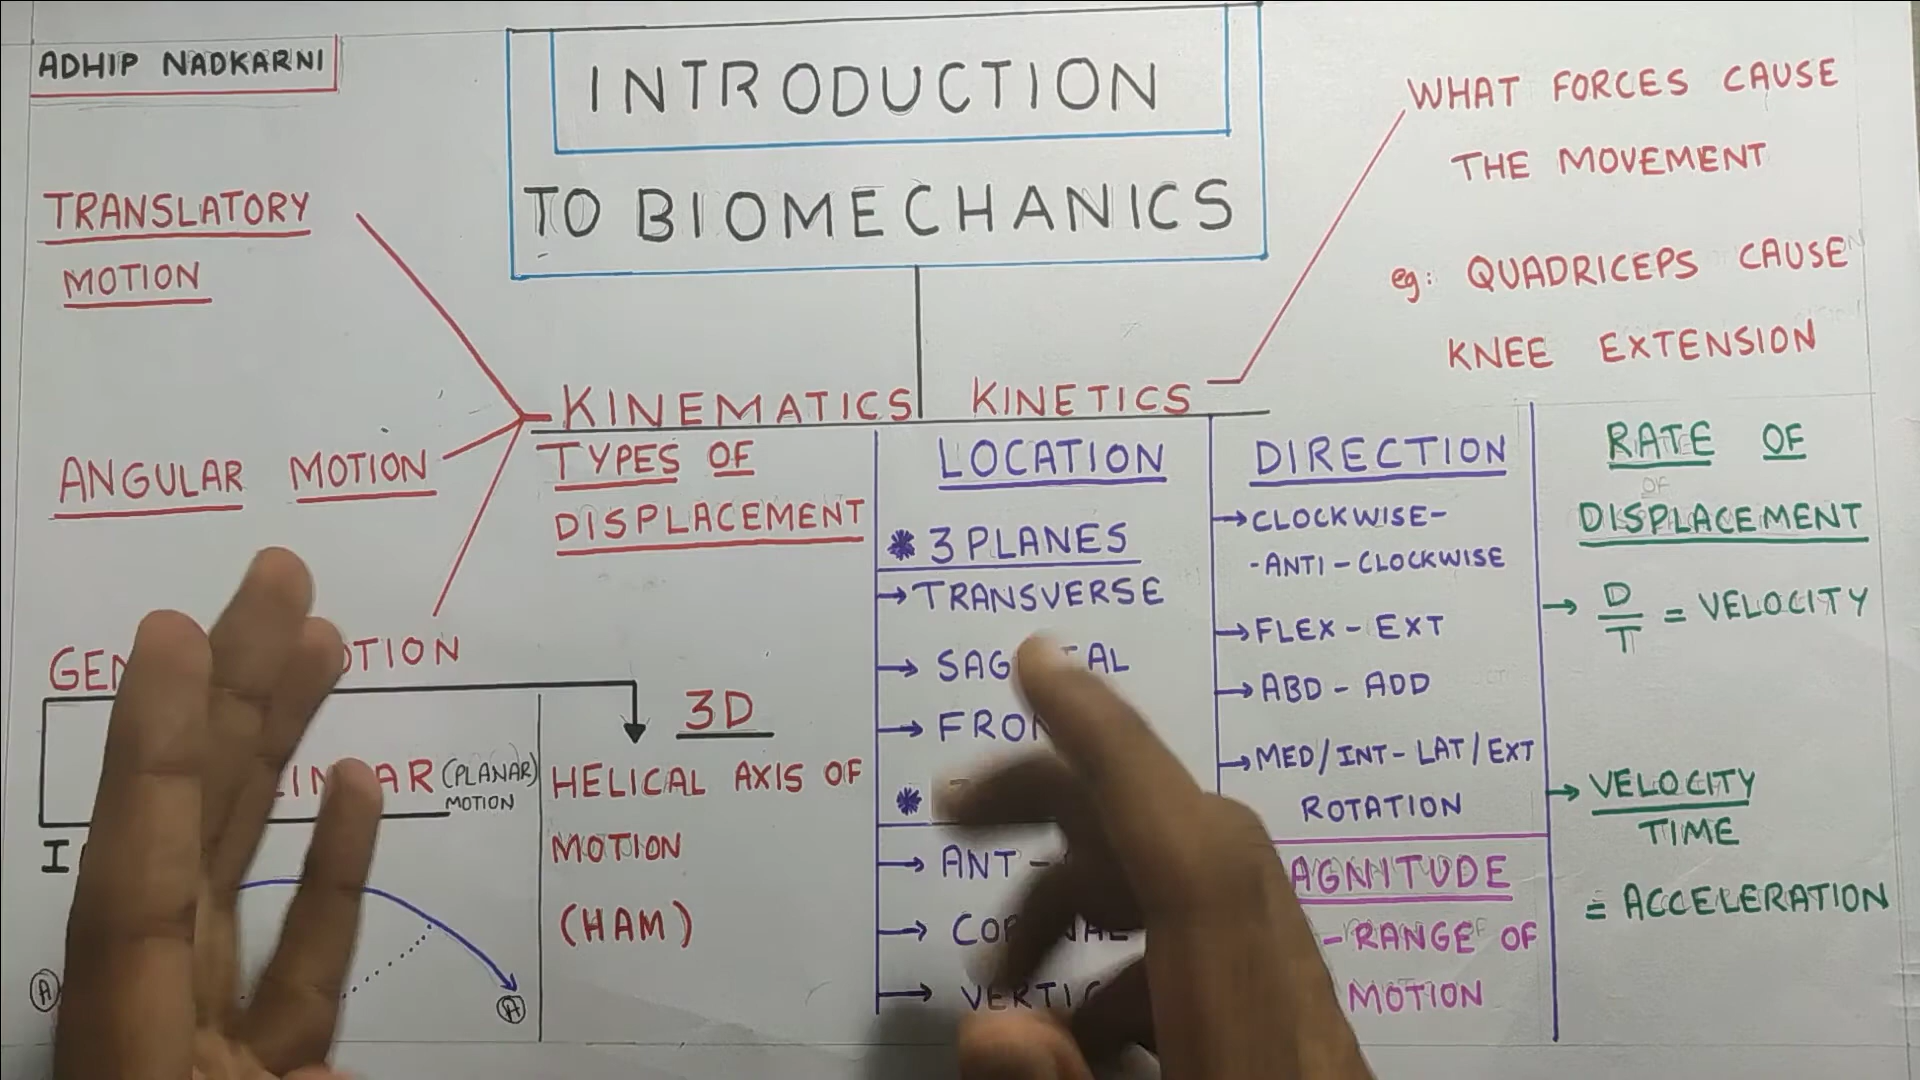 ADHIP NADKARNI
INTRODUCTION
TO BIOMECHANICS
WHAT FORCES CAUSE
THE MOVEMENT
eg: QUADRICEPS CAUSE
KNEE EXTENSION
TRANSLATORY
MOTION
ANGULAR MOTION
KINEMATICS
KINETICS
TYPES OF
DISPLACEMENT
(PLANAR)
MOTION
3D
HELICAL AXIS OF
MOTION
(HAM)
A
A
LOCATION
* 3 PLANES
→ TRANSVERSE
→
→
*
→ ANT -
→
→
DIRECTION
→ CLOCKWISE-
-ANTI-CLOCKWISE
→ FLEX - EXT
→ ABD - ADD
→ MED/INT- LAT/EXT
ROTATION
-RANGE OF
MOTION
RATE OF
DISPLACEMENT
→ D/T = VELOCITY
→ VELOCITY
TIME
= ACCELERATION